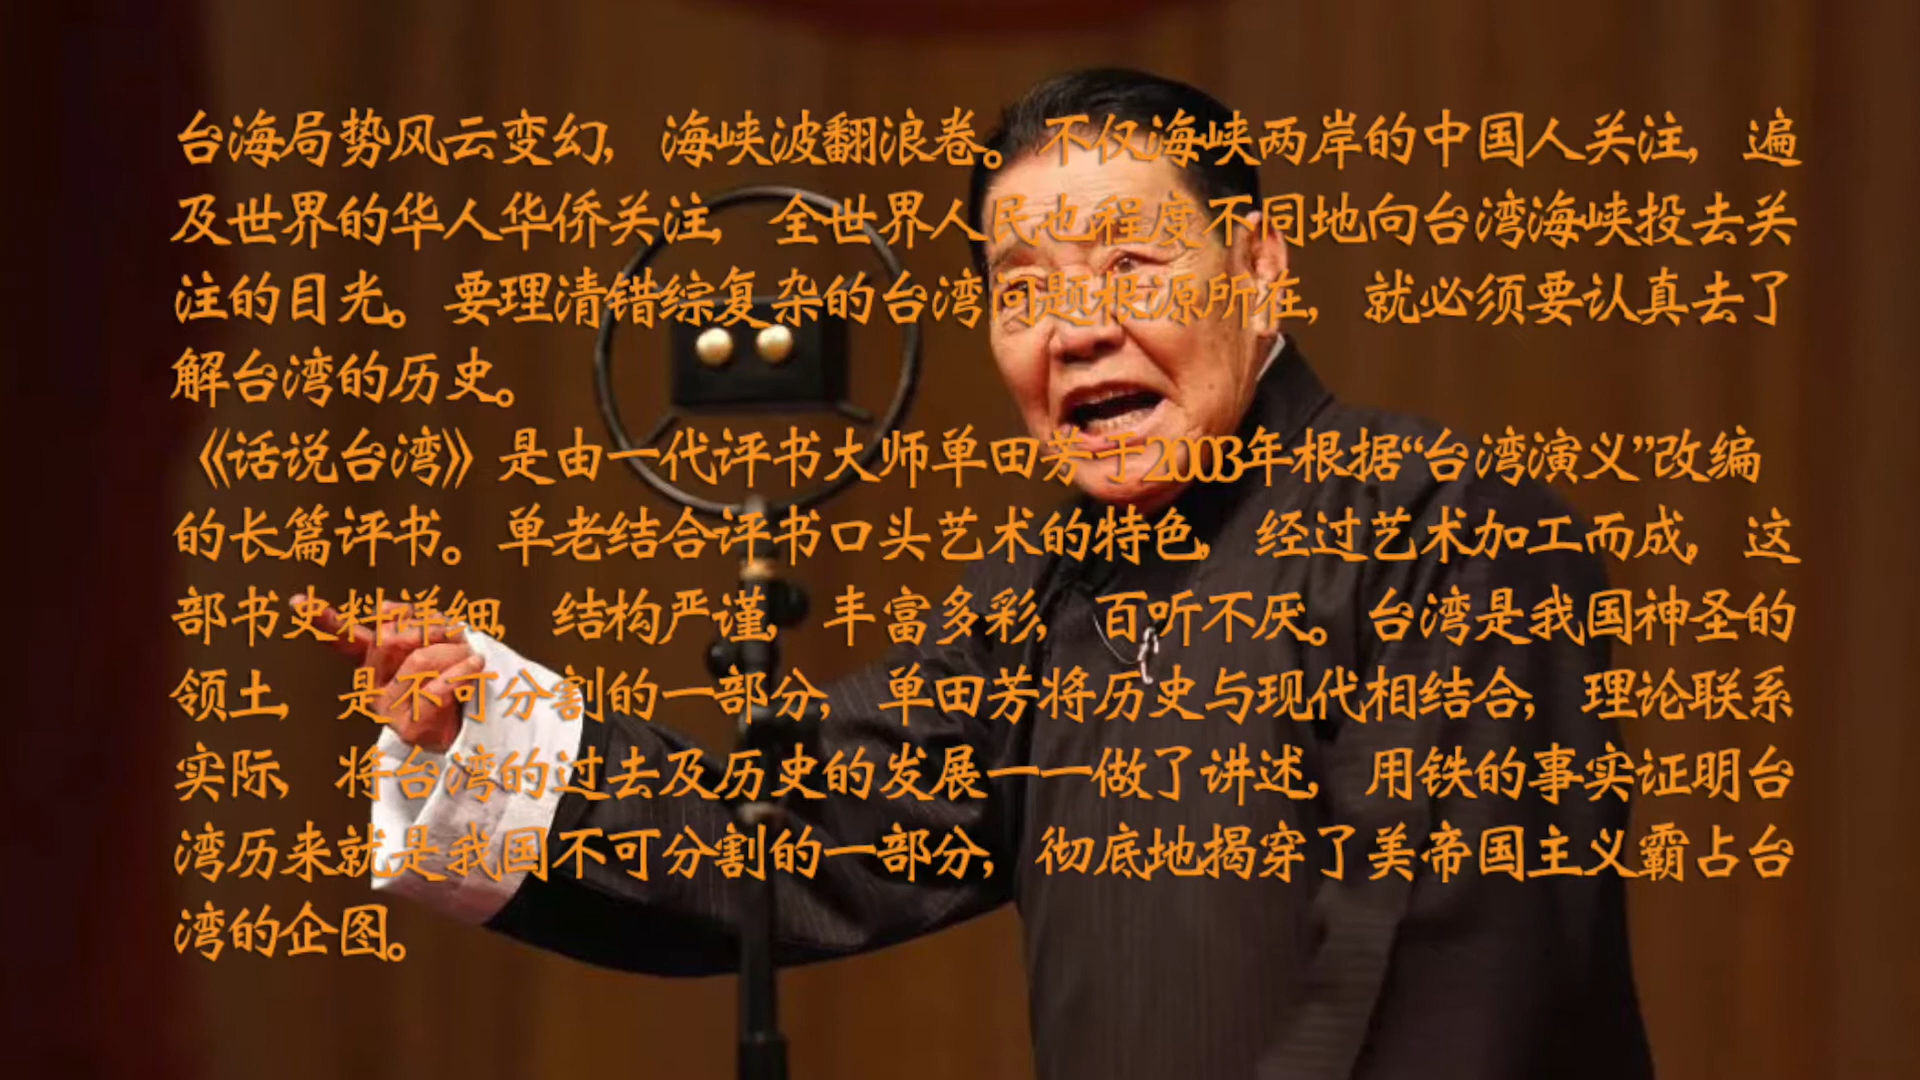 台海局势风云变幻，海峡波翻浪卷。不仅海峡两岸的中国人关注，遍
及世界的华人华侨关注，全世界人民也程度不同地向台湾海峡投去关
注的目光。要理清错综复杂的台湾问题根源所在，就必须要认真去了
解台湾的历史。
《话说台湾》是由一代评书大师单田芳于2003年根据“台湾演义”改编
的长篇评书。单老结合评书口头艺术的特色，经过艺术加工而成，这
部书史料详细，结构严谨，丰富多彩，百听不厌。台湾是我国神圣的
领土，是不可分割的一部分，单田芳将历史与现代相结合，理论联系
实际，将台湾的过去及历史的发展一一做了讲述，用铁的事实证明台
湾历来就是我国不可分割的一部分，彻底地揭穿了美帝国主义霸占台
湾的企图。